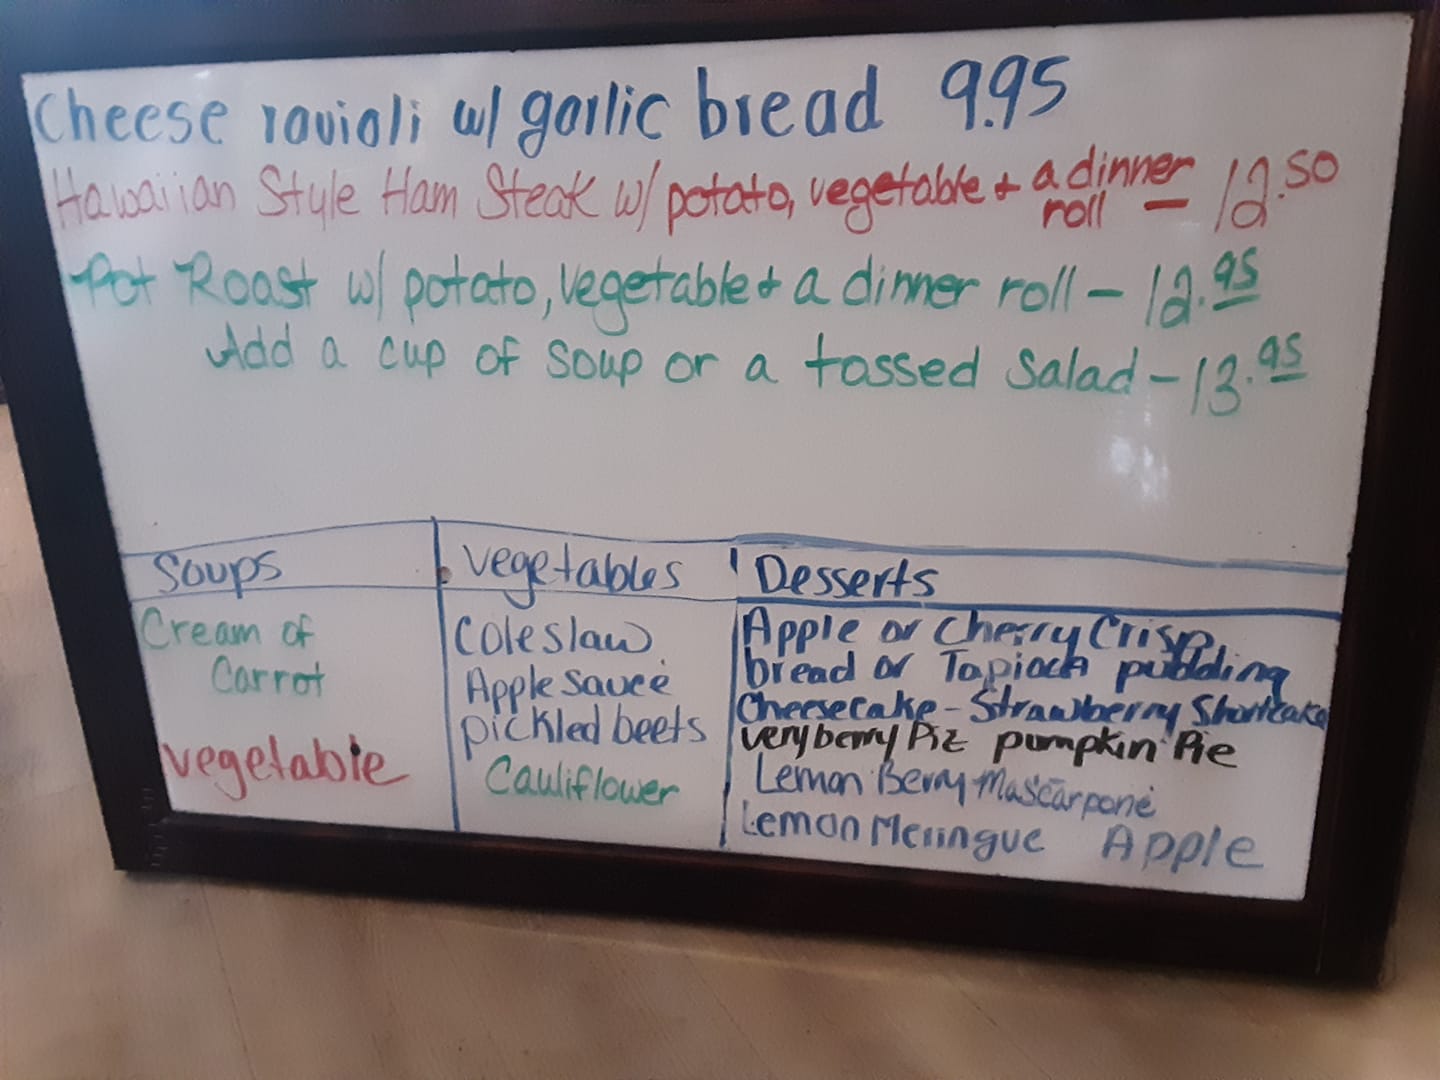 Cheese ravioli w/ garlic bread 9.95
Hawaiian Style Ham Steak w/ potato, vegetable + a dinner roll - 12.50
Pot Roast w/ potato, vegetable + a dinner roll - 12.95
Add a cup of soup or a tossed salad - 13.95
Soups
Cream of
Carrot
vegetable
vegetables
Coleslaw
Applesauce
pickled beets
Cauliflower
Desserts
Apple or Cherry Crisp
bread or Tapioca pudding
Cheesecake - Strawberry Shortcake
very berry Pie pumpkin Pie
Lemon Berry Mascarpone
Lemon Meringue Apple